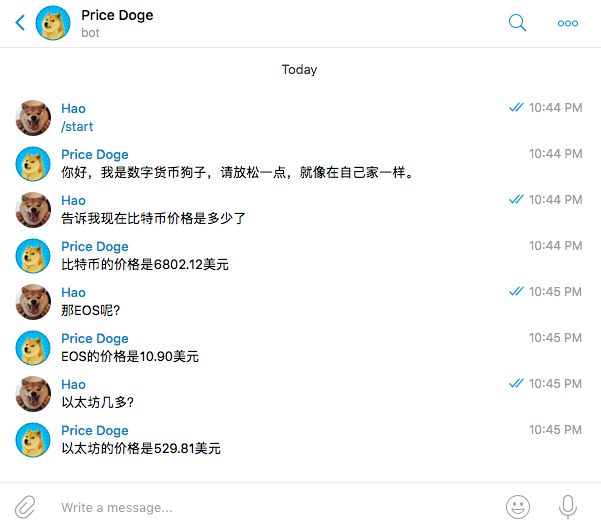 Price Doge
bot
Today
Hao 10:44 PM
/start
Price Doge 10:44 PM
你好，我是数字货币狗子，请放松一点，就像在自己家一样。
Hao 10:44 PM
告诉我现在比特币价格是多少了
Price Doge 10:44 PM
比特币的价格是6802.12美元
Hao 10:45 PM
那EOS呢?
Price Doge 10:45 PM
EOS的价格是10.90美元
Hao 10:45 PM
以太坊几多?
Price Doge 10:45 PM
以太坊的价格是529.81美元
Write a message...